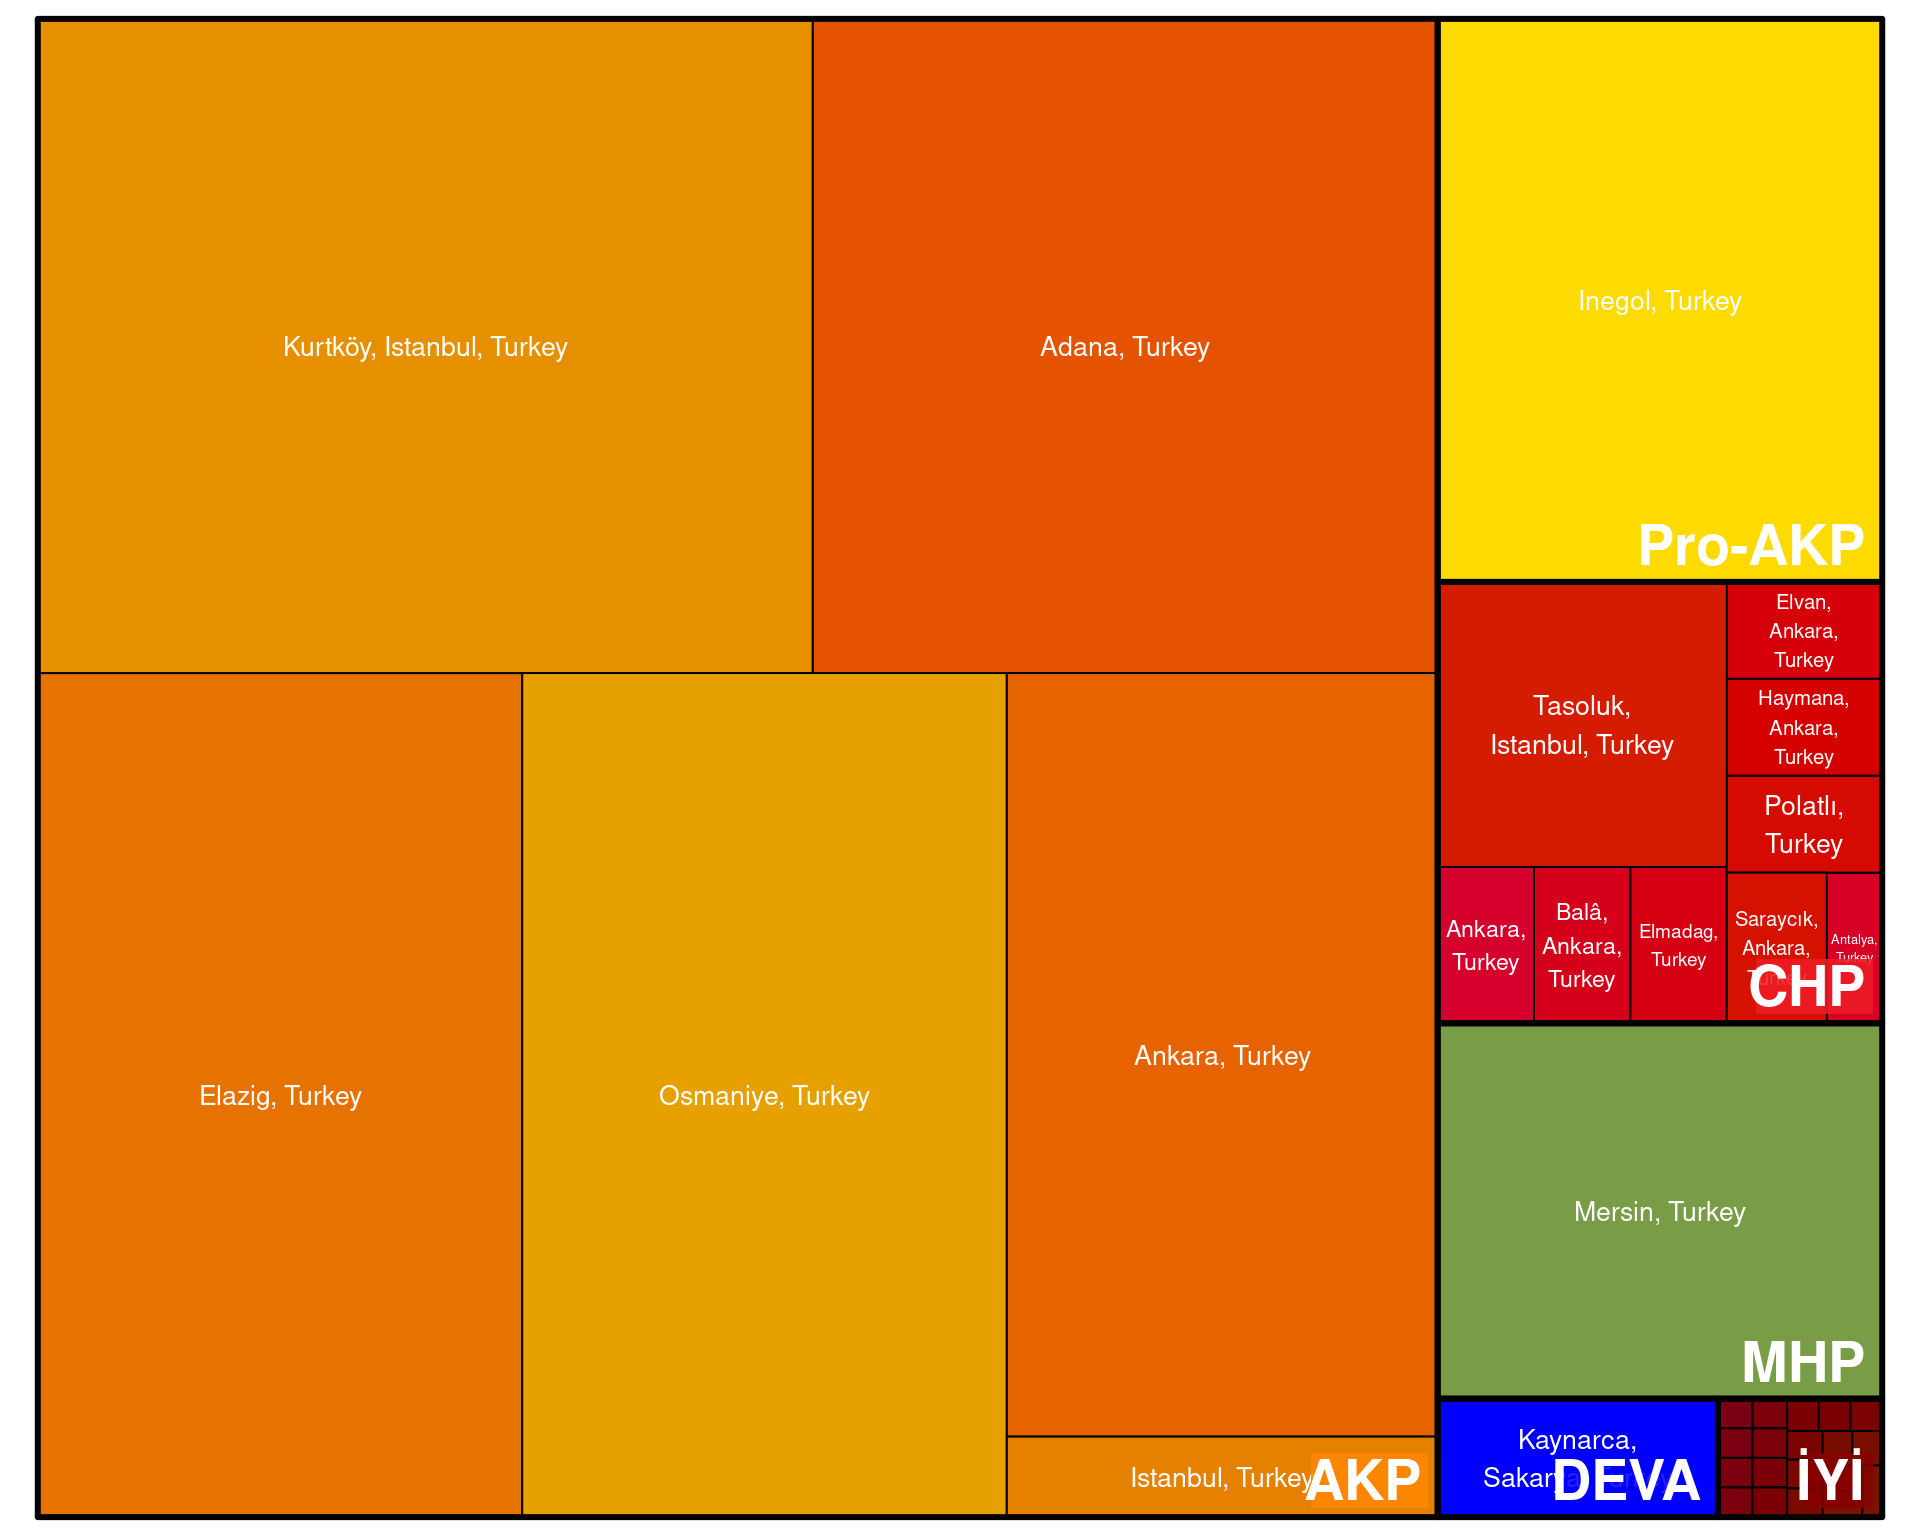 Kurtköy, Istanbul, Turkey
Adana, Turkey
Elazig, Turkey
Osmaniye, Turkey
Ankara, Turkey
Istanbul, Turkey
AKP
Inegol, Turkey
Pro-AKP
Tasoluk,
Istanbul, Turkey
Elvan,
Ankara,
Turkey
Haymana,
Ankara,
Turkey
Polatlı,
Turkey
Ankara,
Turkey
Balâ,
Ankara,
Turkey
Elmadag,
Turkey
Saraycık,
Ankara,
Antalya,
Turkey
CHP
Mersin, Turkey
MHP
Kaynarca,
DEVA
İYİ